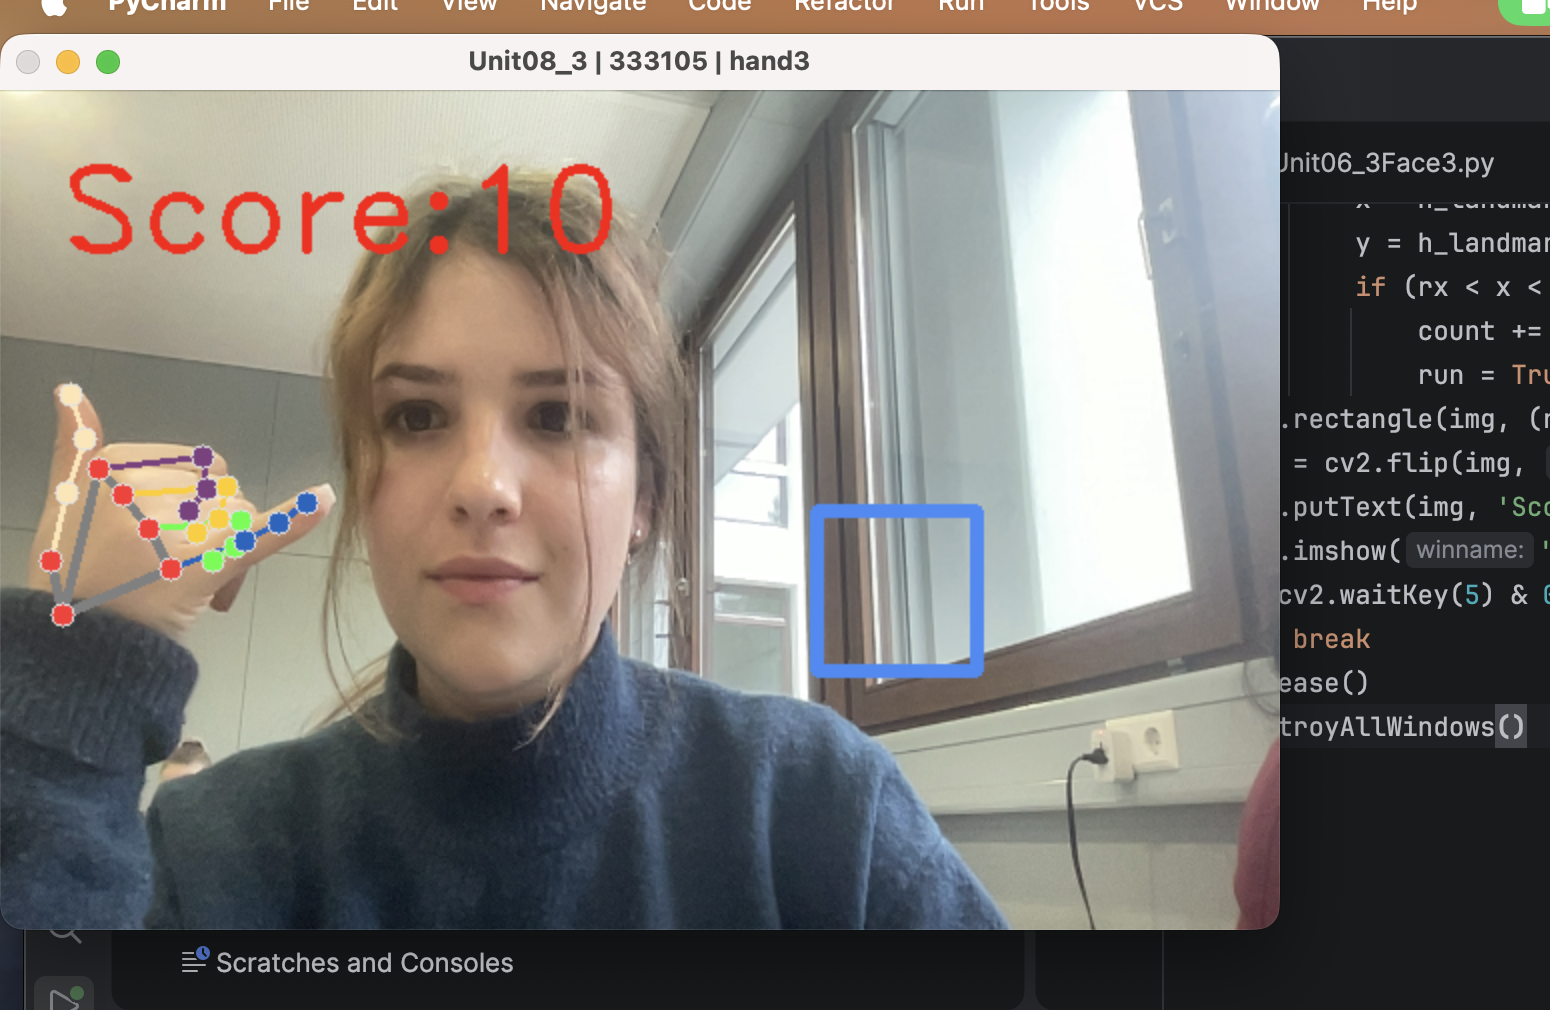 PyCharm File Edit View Navigate Code Refactor Run Tools VCS Window Help
Unit08_3 | 333105 | hand3
Score:10
Unit06_3Face3.py
y = h_landmar
if (rx < x <
count +=
run = Tru
.rectangle(img, (r
= cv2.flip(img,
.putText(img, 'Sco
.imshow( winname: '
cv2.waitKey(5) & 0
break
ease()
troyAllWindows()
Scratches and Consoles